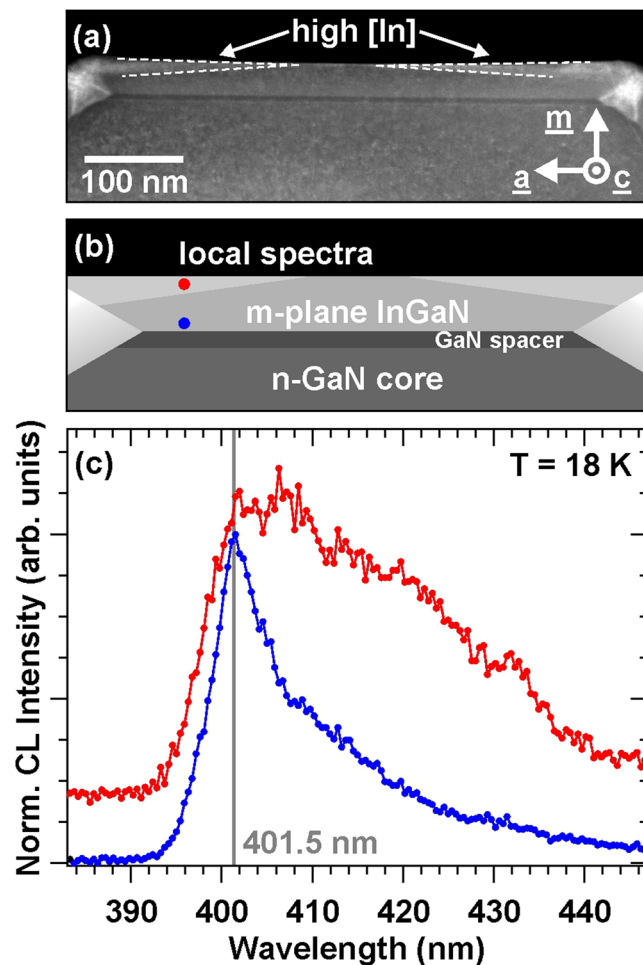 (a)
high [In]
100 nm
m
a
c
(b)
local spectra
m-plane InGaN
GaN spacer
n-GaN core
(c)
T = 18 K
Norm. CL Intensity (arb. units)
401.5 nm
390 400 410 420 430 440
Wavelength (nm)